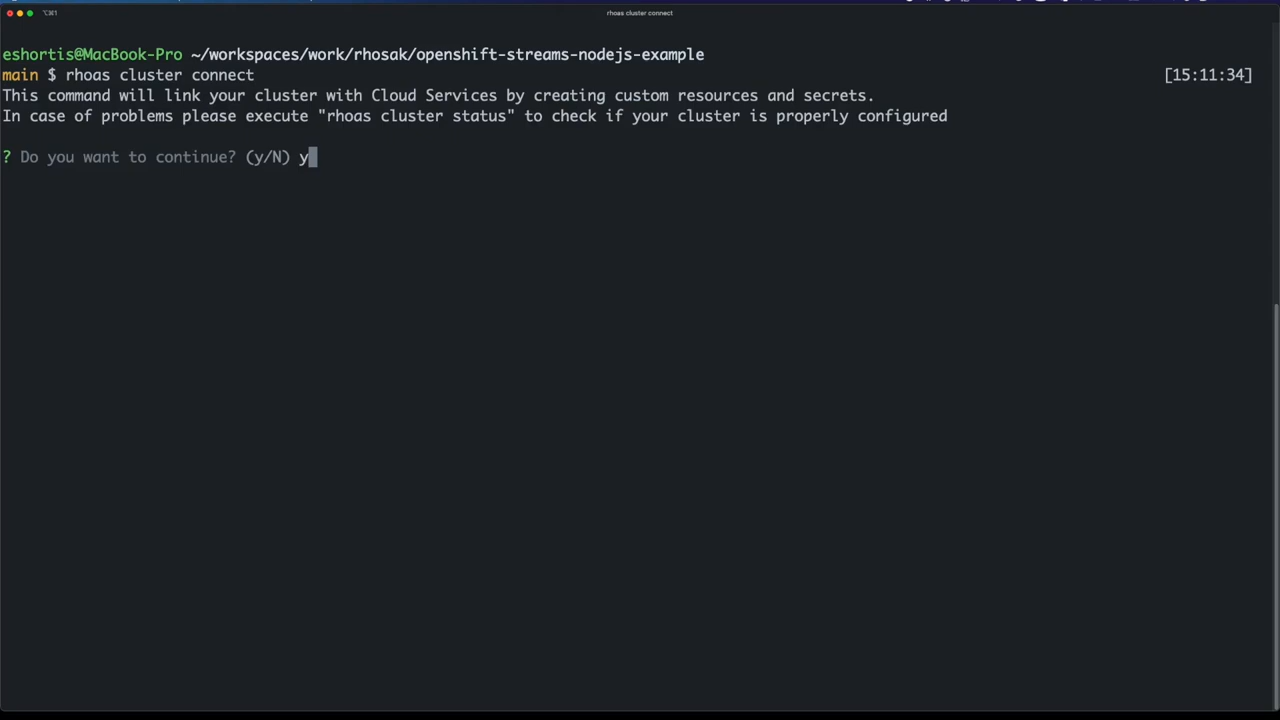 ⌥⌘1
rhoas cluster connect
eshortis@MacBook-Pro ~/workspaces/work/rhosak/openshift-streams-nodejs-example
main $ rhoas cluster connect [15:11:34]
This command will link your cluster with Cloud Services by creating custom resources and secrets.
In case of problems please execute "rhoas cluster status" to check if your cluster is properly configured
? Do you want to continue? (y/N) y